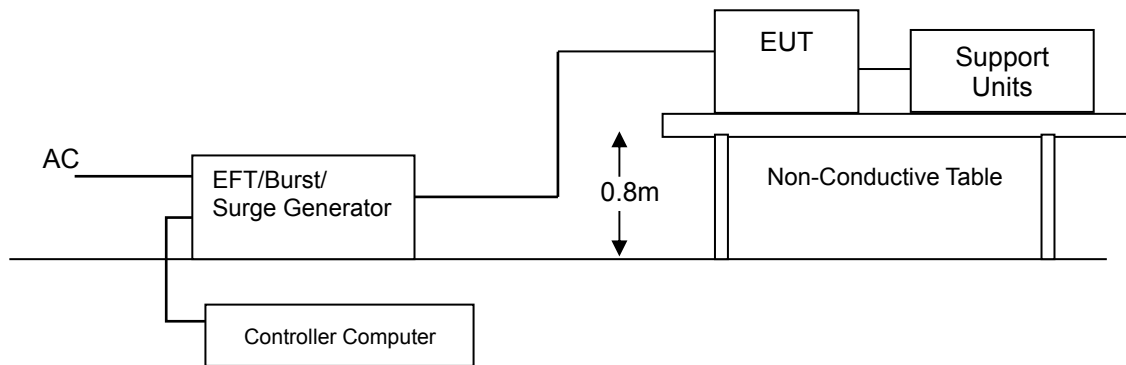 EUT
Support
Units
AC
EFT/Burst/
Surge Generator
0.8m
Non-Conductive Table
Controller Computer